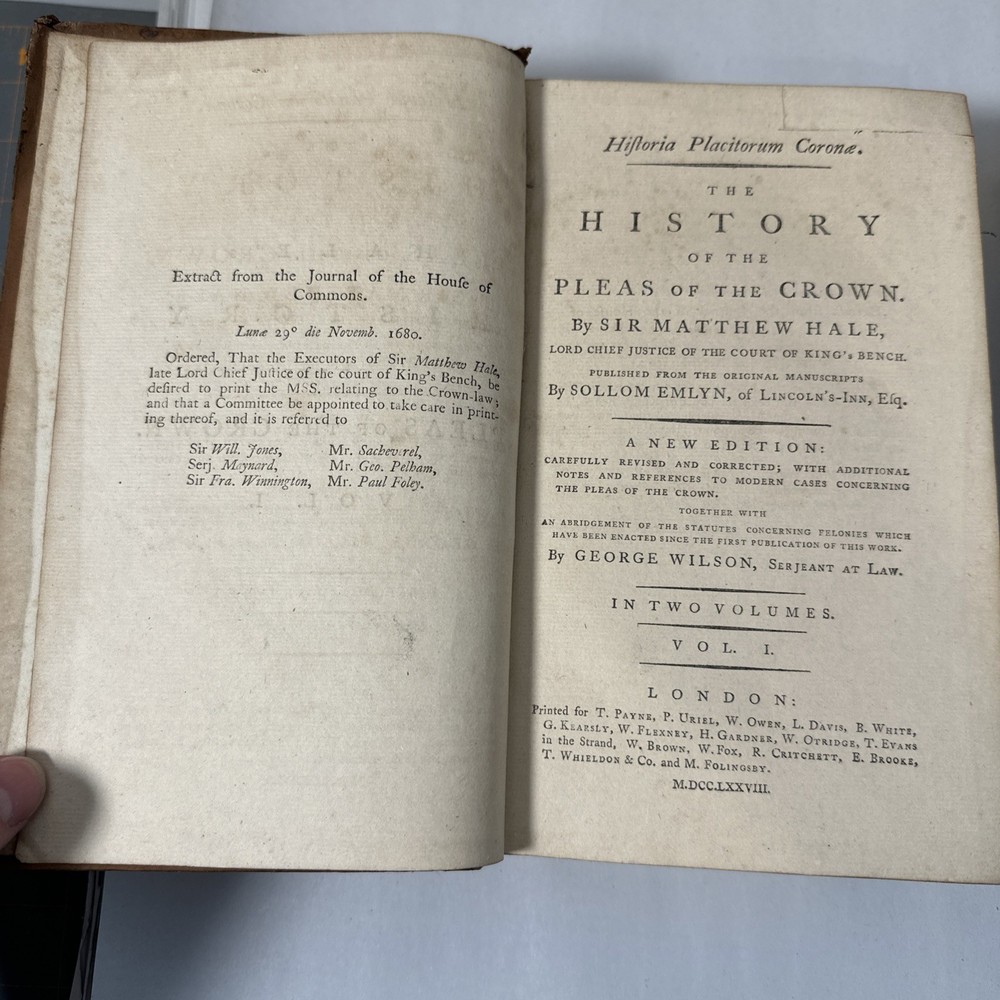 Extract from the Journal of the Houſe of
Commons.
Lunæ 29° die Novemb. 1680.
Ordered, That the Executors of Sir Matthew Hale,
late Lord Chief Juſtice of the court of King's Bench, be
deſired to print the MSS. relating to the Crown-law;
and that a Committee be appointed to take care in print-
ing thereof, and it is referred to
Sir Will. Jones, Mr. Sacheverel,
Serj. Maynard, Mr. Geo. Pelham,
Sir Fra. Winnington, Mr. Paul Foley.
Hiſtoria Placitorum Coronæ.
THE
HISTORY
OF THE
PLEAS OF THE CROWN.
By SIR MATTHEW HALE,
LORD CHIEF JUSTICE OF THE COURT OF KING's BENCH.
PUBLISHED FROM THE ORIGINAL MANUSCRIPTS
By SOLLOM EMLYN, of LINCOLN'S-INN, Eſq.
A NEW EDITION:
CAREFULLY REVISED AND CORRECTED; WITH ADDITIONAL
NOTES AND REFERENCES TO MODERN CASES CONCERNING
THE PLEAS OF THE CROWN.
TOGETHER WITH
AN ABRIDGEMENT OF THE STATUTES CONCERNING FELONIES WHICH
HAVE BEEN ENACTED SINCE THE FIRST PUBLICATION OF THIS WORK.
By GEORGE WILSON, SERJEANT AT LAW.
IN TWO VOLUMES.
VOL. I.
LONDON:
Printed for T. PAYNE, P. URIEL, W. OWEN, L. DAVIS, B. WHITE,
G. KEARSLY, W. FLEXNEY, H. GARDNER, W. OTRIDGE, T. EVANS
in the Strand, W. BROWN, W. FOX, R. CRITCHETT, E. BROOKE,
T. WHIELDON & Co. and M. FOLINGSBY.
M.DCC.LXXVIII.